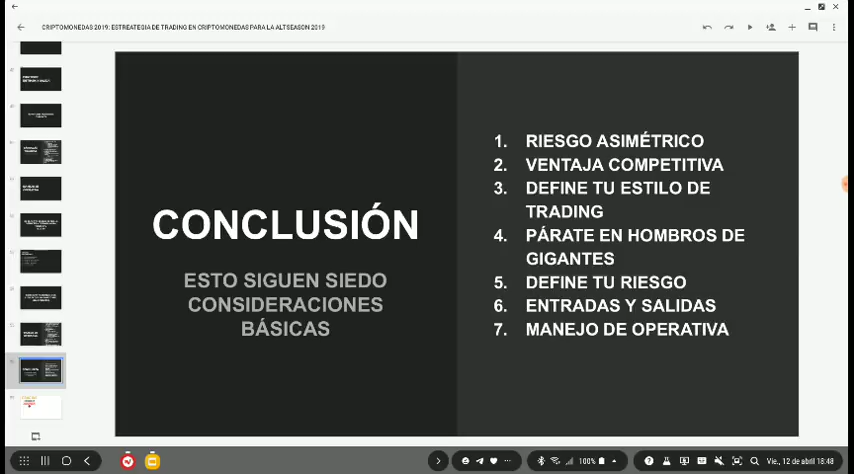 CRIPTOMONEDAS 2019: ESTREATEGIA DE TRADING EN CRIPTOMONEDAS PARA LA ALTSEASON 2019
CONCLUSIÓN
ESTO SIGUEN SIEDO
CONSIDERACIONES
BÁSICAS
1. RIESGO ASIMÉTRICO
2. VENTAJA COMPETITIVA
3. DEFINE TU ESTILO DE
TRADING
4. PÁRATE EN HOMBROS DE
GIGANTES
5. DEFINE TU RIESGO
6. ENTRADAS Y SALIDAS
7. MANEJO DE OPERATIVA
100%
Vie., 12 de abril 18:48